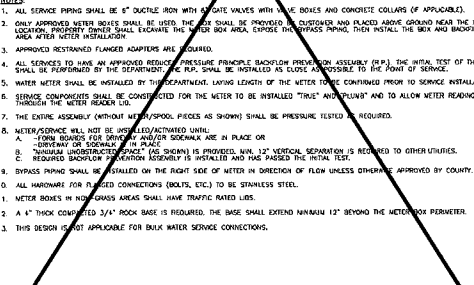 NOTES:
1. ALL SERVICE PIPING SHALL BE 6" DUCTILE IRON WITH 6" GATE VALVES WITH VALVE BOXES AND CONCRETE COLLARS (IF APPLICABLE).
2. ONLY APPROVED METER BOXES SHALL BE USED. THE BOX SHALL BE PROVIDED BY CUSTOMER AND PLACED ABOVE GROUND NEAR THE
LOCATION. PROPERTY OWNER SHALL EXCAVATE THE METER BOX AREA, EXPOSE THE BYPASS PIPING, THEN INSTALL THE BOX AND BACKF
AREA AFTER METER INSTALLATION.
3. APPROVED RESTRAINED FLANGED ADAPTERS ARE REQUIRED.
4. ALL SERVICES TO HAVE AN APPROVED REDUCED PRESSURE PRINCIPLE BACKFLOW PREVENTION ASSEMBLY (R.P.). THE INITIAL TEST OF TH
SHALL BE PERFORMED BY THE DEPARTMENT. THE R.P. SHALL BE INSTALLED AS CLOSE AS POSSIBLE TO THE POINT OF SERVICE.
5. WATER METER SHALL BE INSTALLED BY THE DEPARTMENT. LAYING LENGTH OF THE METER TO BE CONFIRMED PRIOR TO SERVICE INSTALL
6. SERVICE COMPONENTS SHALL BE CONSTRUCTED FOR THE METER TO BE INSTALLED "TRUE" AND "PLUMB" AND TO ALLOW METER READING
THROUGH THE METER READER LID.
7. THE ENTIRE ASSEMBLY (WITHOUT METER/SPOOL PIECES AS SHOWN) SHALL BE PRESSURE TESTED AS REQUIRED.
8. METER/SERVICE WILL NOT BE INSTALLED/ACTIVATED UNTIL:
A. -FORM BOARDS FOR DRIVEWAY AND/OR SIDEWALK ARE IN PLACE OR
-DRIVEWAY OR SIDEWALK IS IN PLACE
B. "MINIMUM UNOBSTRUCTED SPACE" (AS SHOWN) IS PROVIDED. MIN. 12" VERTICAL SEPARATION IS REQUIRED TO OTHER UTILITIES.
C. REQUIRED BACKFLOW PREVENTION ASSEMBLY IS INSTALLED AND HAS PASSED THE INITIAL TEST.
9. BYPASS PIPING SHALL BE INSTALLED ON THE RIGHT SIDE OF METER IN DIRECTION OF FLOW UNLESS OTHERWISE APPROVED BY COUNTY.
0. ALL HARDWARE FOR FLANGED CONNECTIONS (BOLTS, ETC.) TO BE STAINLESS STEEL.
1. METER BOXES IN NON-GRASS AREAS SHALL HAVE TRAFFIC RATED LIDS.
2. A 4" THICK COMPACTED 3/4" ROCK BASE IS REQUIRED. THE BASE SHALL EXTEND MINIMUM 12" BEYOND THE METER BOX PERIMETER.
3. THIS DESIGN IS NOT APPLICABLE FOR BULK WATER SERVICE CONNECTIONS.